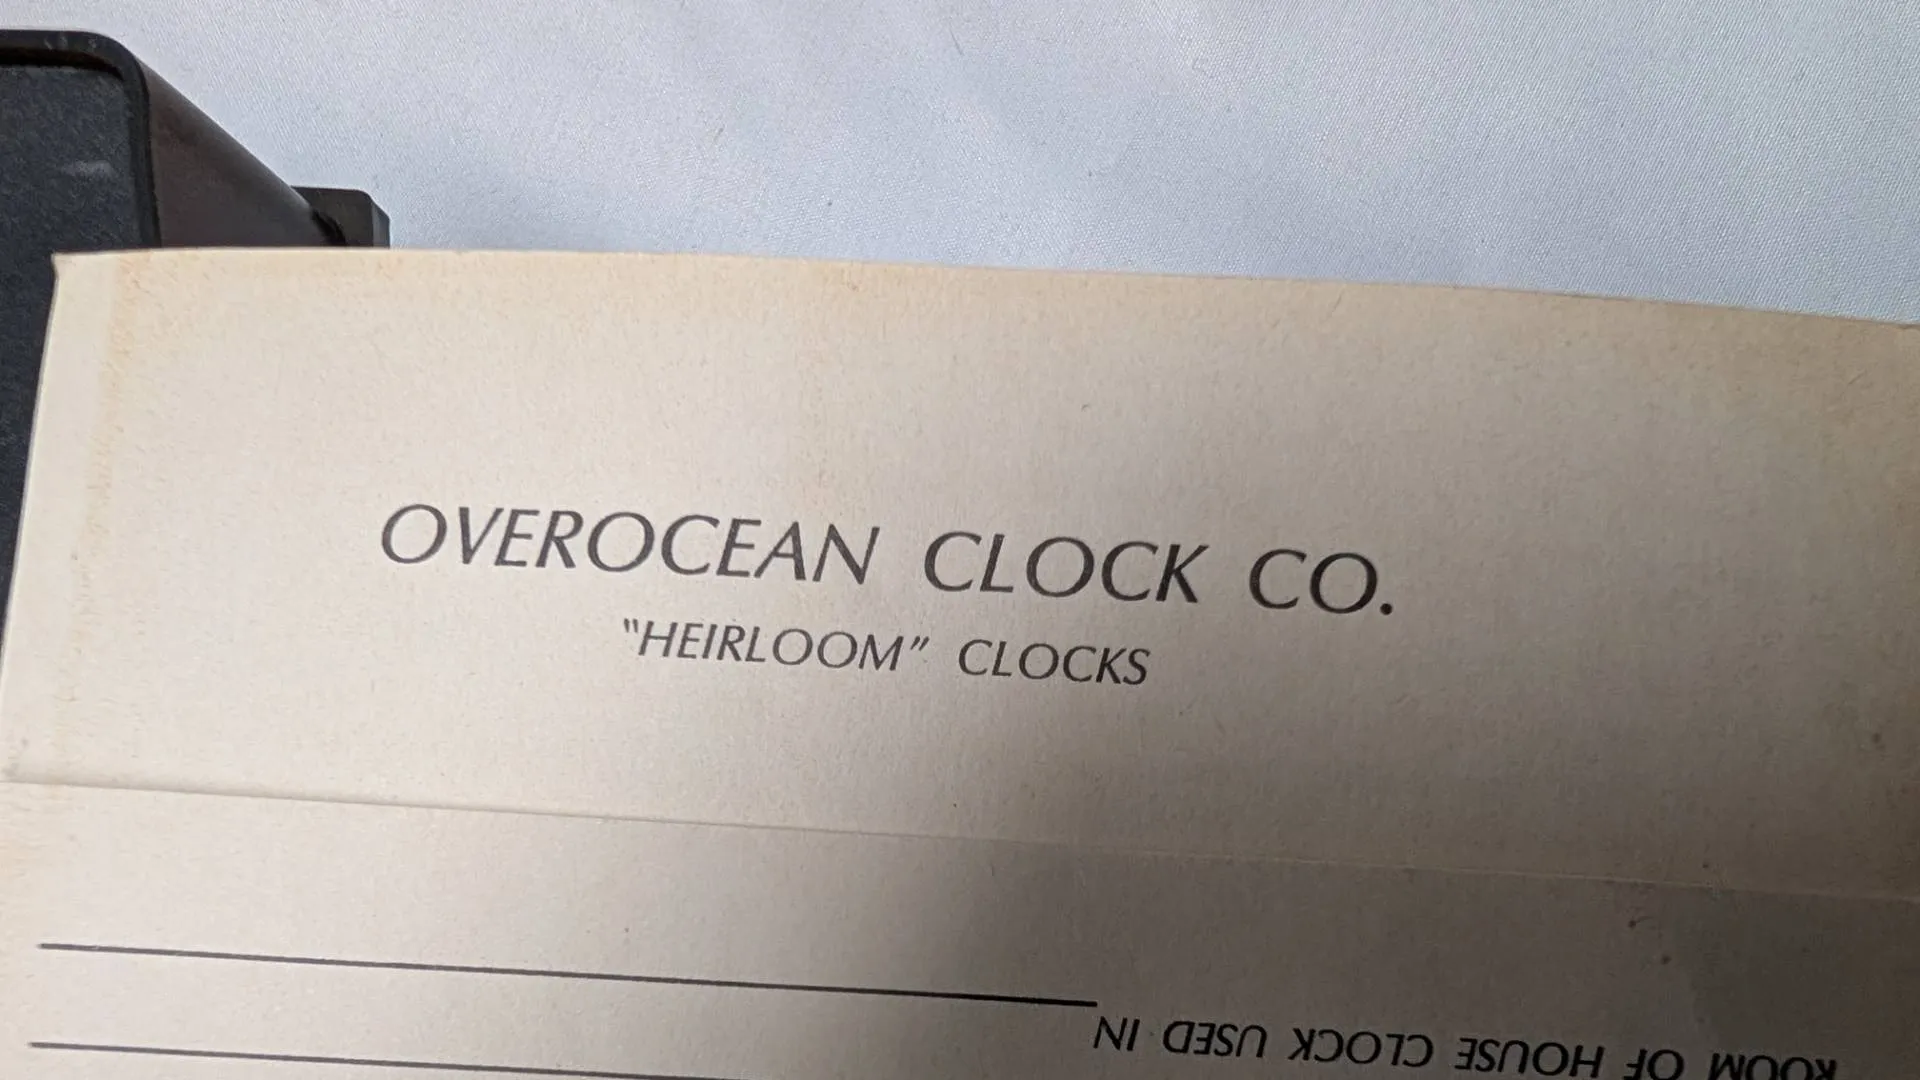 OVEROCEAN CLOCK CO.
"HEIRLOOM" CLOCKS
ROOM OF HOUSE CLOCK USED IN